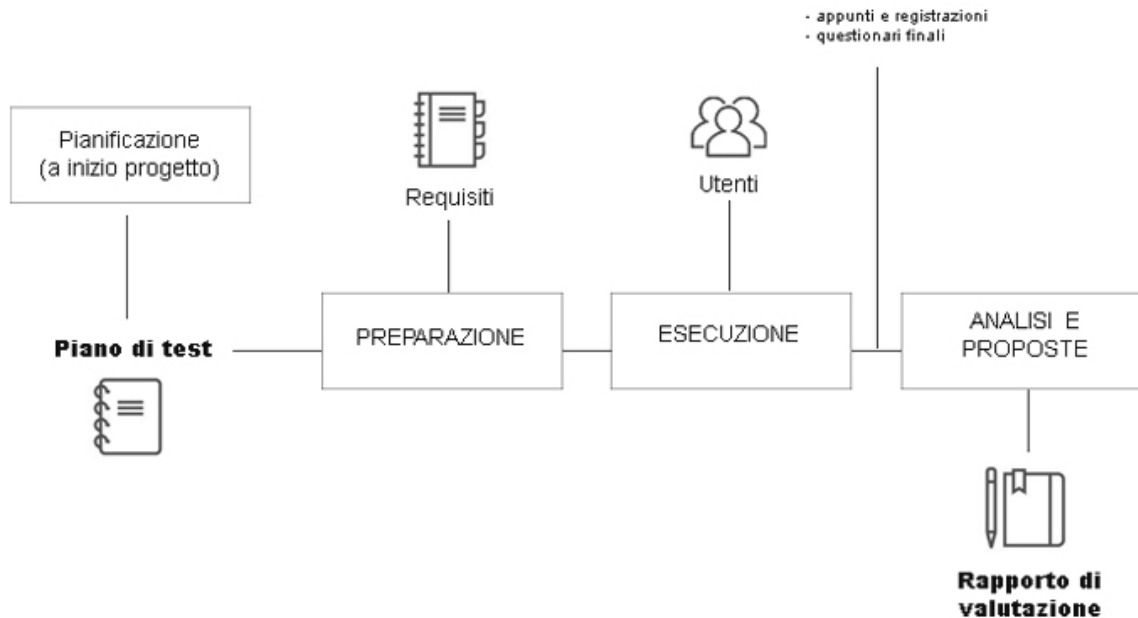 - appunti e registrazioni
- questionari finali
Pianificazione
(a inizio progetto)
Requisiti
Utenti
Piano di test
PREPARAZIONE
ESECUZIONE
ANALISI E
PROPOSTE
Rapporto di
valutazione